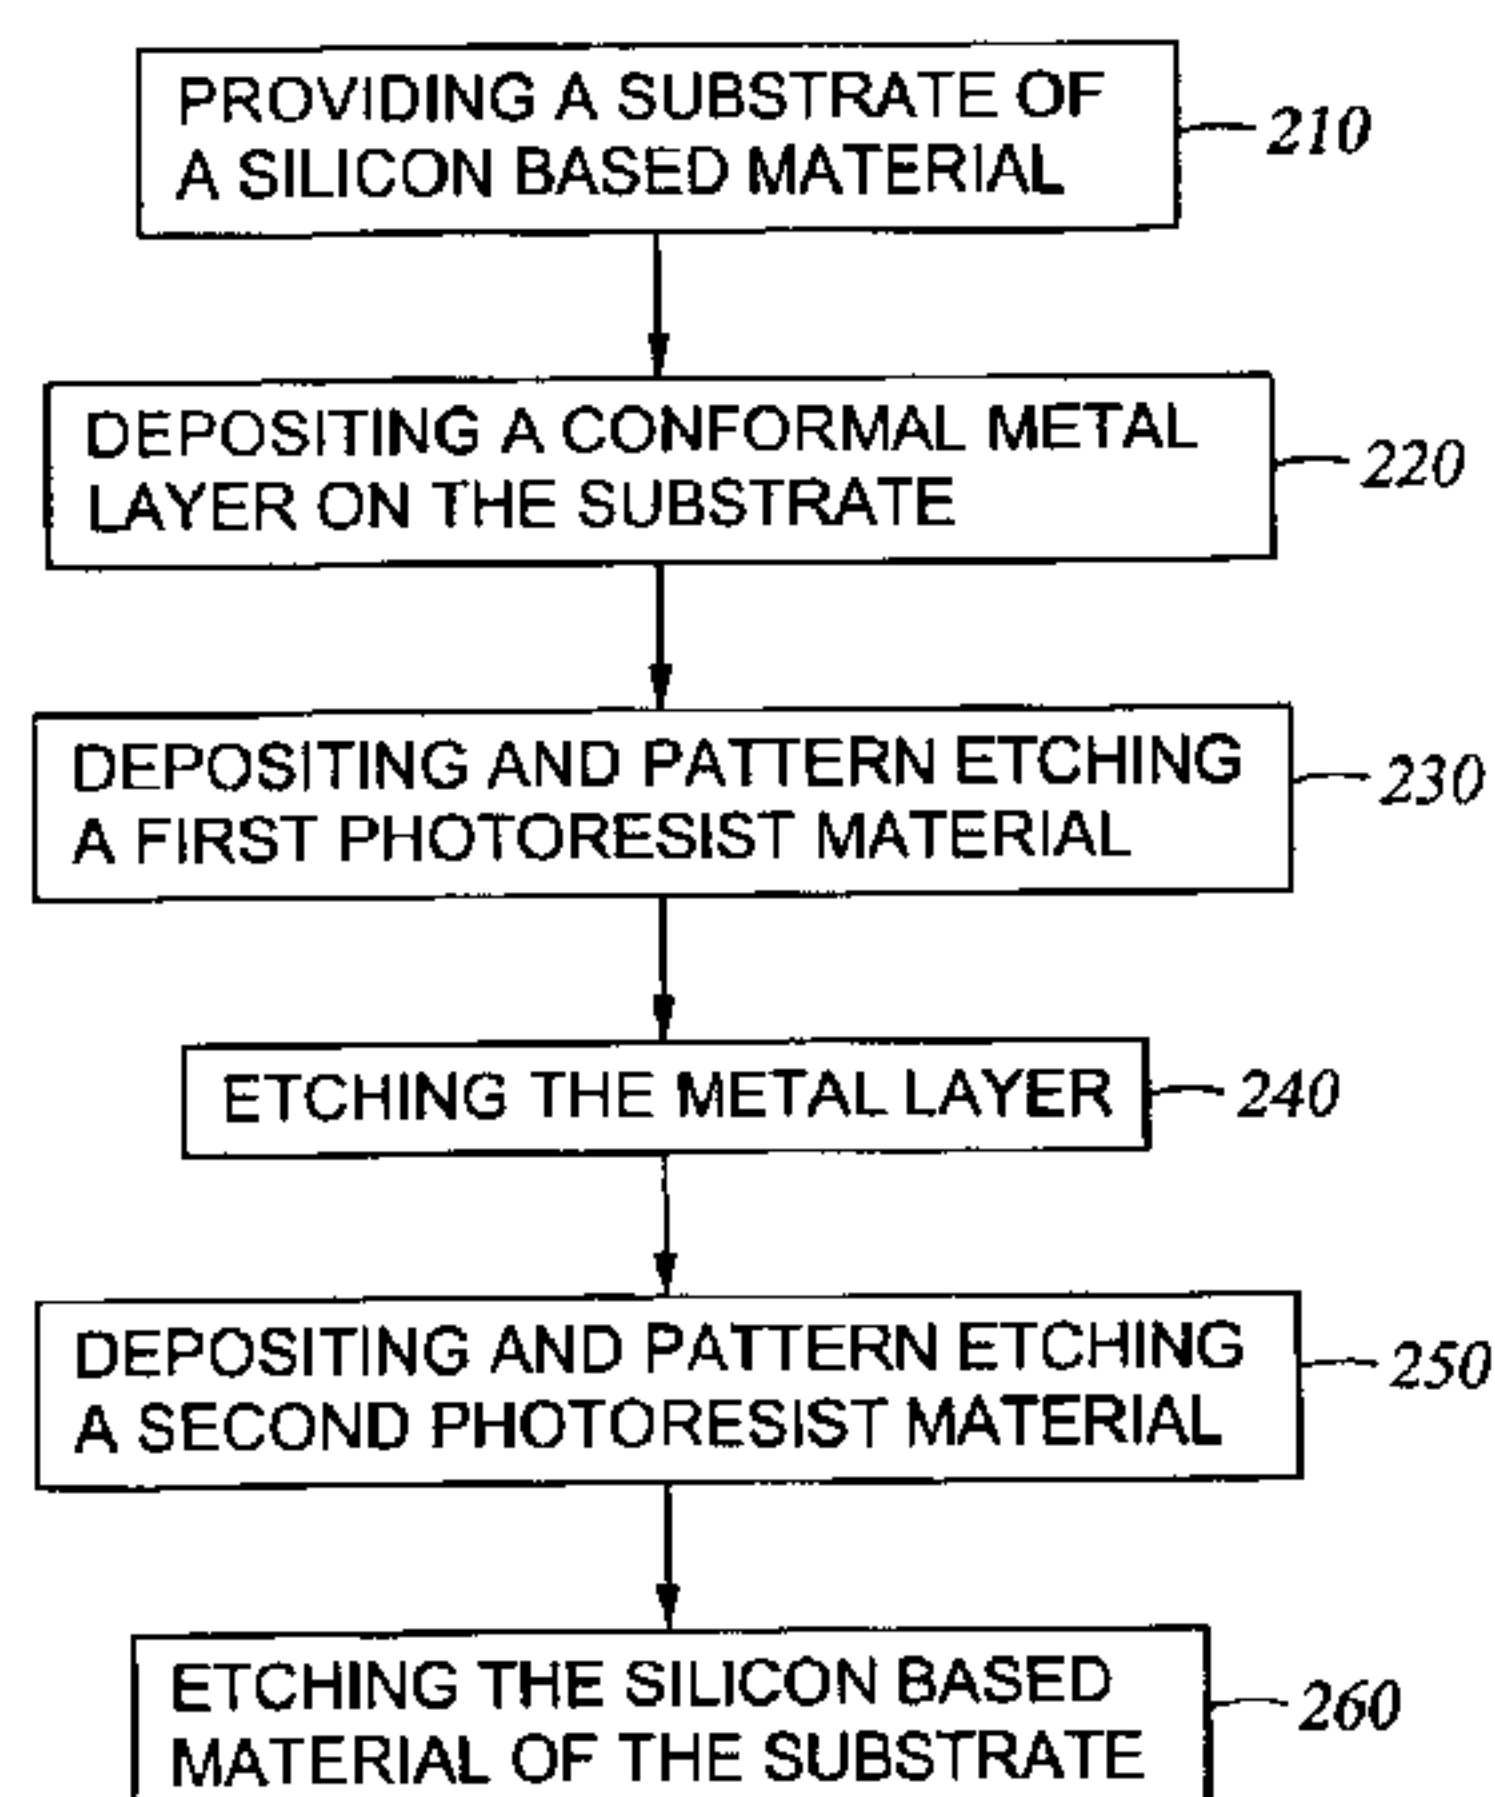 PROVIDING A SUBSTRATE OF
A SILICON BASED MATERIAL
210
DEPOSITING A CONFORMAL METAL
LAYER ON THE SUBSTRATE
220
DEPOSITING AND PATTERN ETCHING
A FIRST PHOTORESIST MATERIAL
230
ETCHING THE METAL LAYER
240
DEPOSITING AND PATTERN ETCHING
A SECOND PHOTORESIST MATERIAL
250
ETCHING THE SILICON BASED
MATERIAL OF THE SUBSTRATE
260